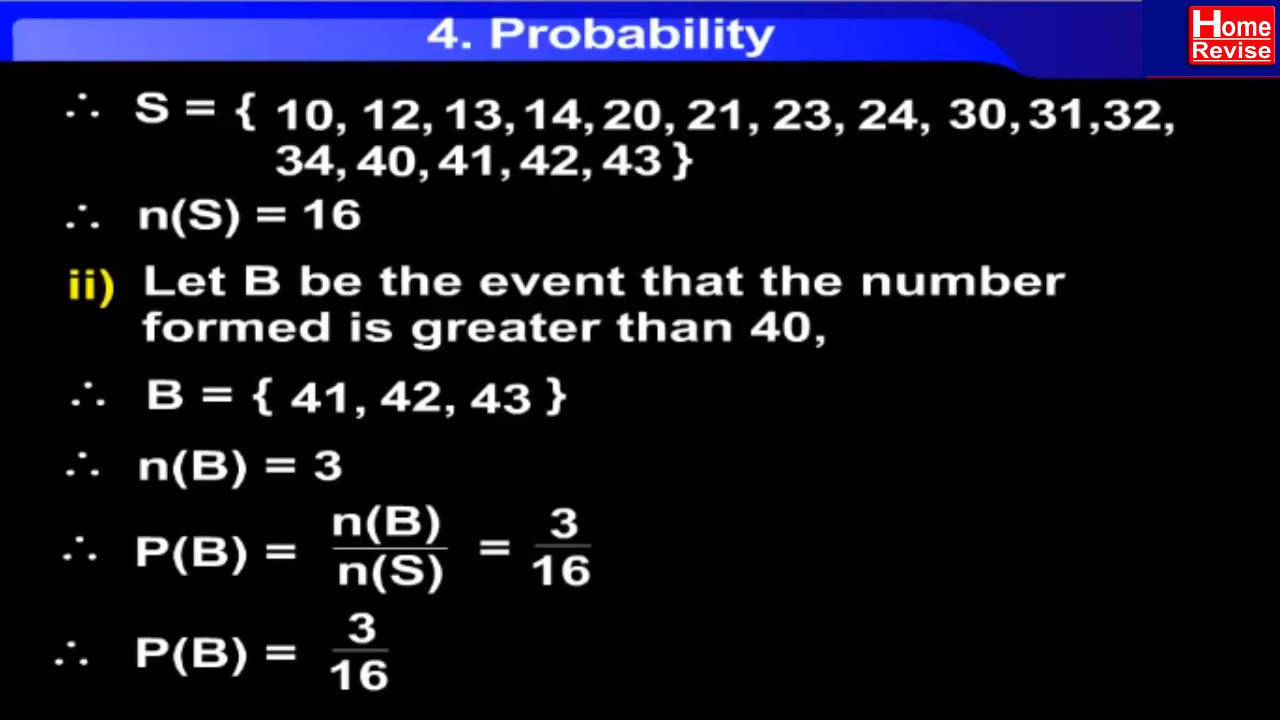 4. Probability
Home
Revise
∴ S = { 10, 12, 13, 14, 20, 21, 23, 24, 30, 31, 32,
34, 40, 41, 42, 43 }
∴ n(S) = 16
ii) Let B be the event that the number
formed is greater than 40,
∴ B = { 41, 42, 43 }
∴ n(B) = 3
∴ P(B) = n(B)/n(S) = 3/16
∴ P(B) = 3/16